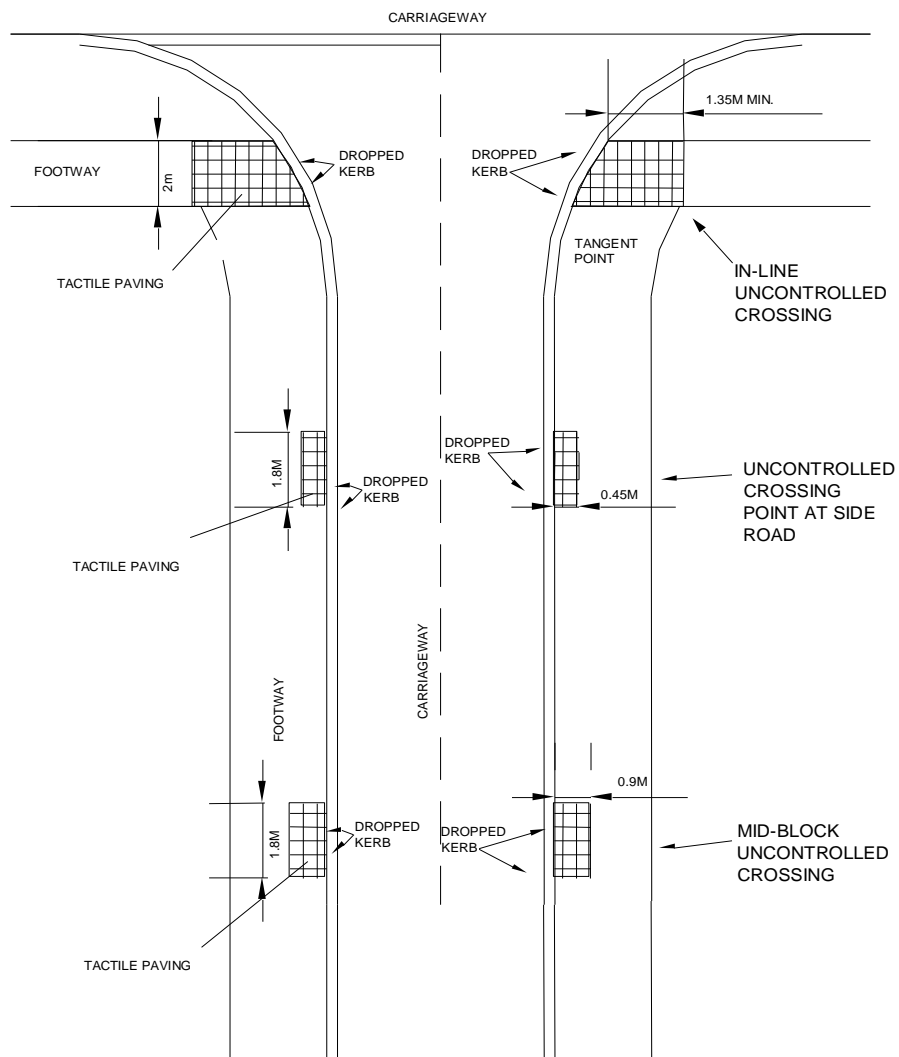 CARRIAGEWAY
1.35M MIN.
DROPPED
KERB
DROPPED
KERB
FOOTWAY
2m
TANGENT
POINT
TACTILE PAVING
IN-LINE
UNCONTROLLED
CROSSING
DROPPED
KERB
1.8M
DROPPED
KERB
0.45M
UNCONTROLLED
CROSSING
POINT AT SIDE
ROAD
TACTILE PAVING
CARRIAGEWAY
FOOTWAY
0.9M
1.8M
DROPPED
KERB
DROPPED
KERB
MID-BLOCK
UNCONTROLLED
CROSSING
TACTILE PAVING